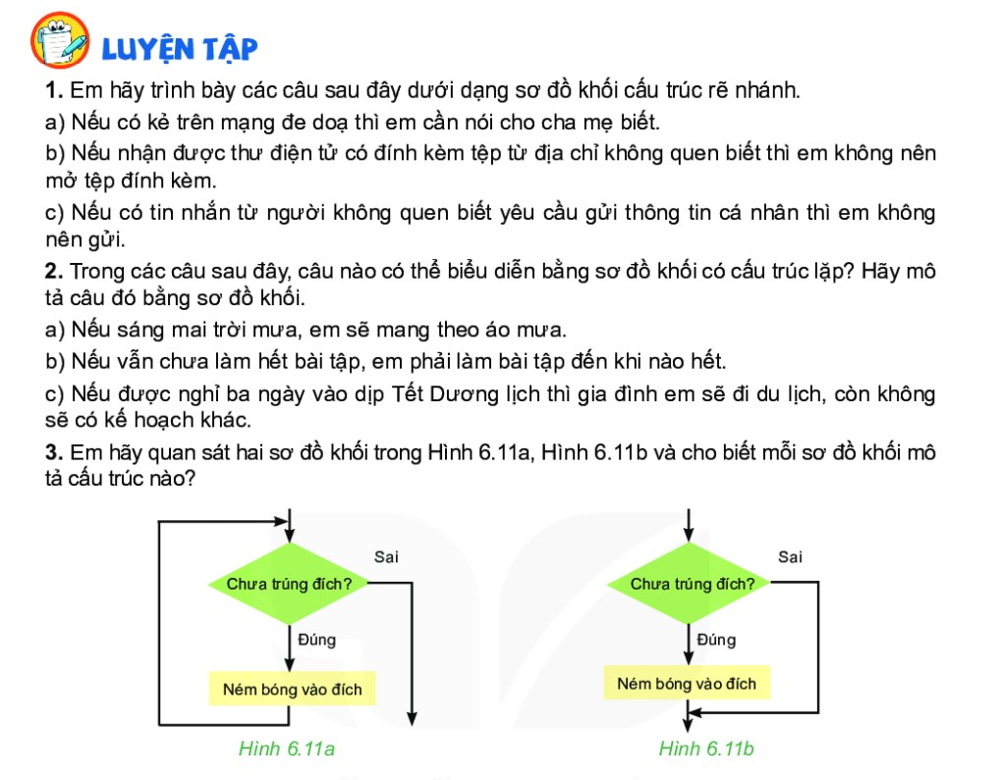 LUYỆN TẬP
1. Em hãy trình bày các câu sau đây dưới dạng sơ đồ khối cấu trúc rẽ nhánh.
a) Nếu có kẻ trên mạng đe doạ thì em cần nói cho cha mẹ biết.
b) Nếu nhận được thư điện tử có đính kèm tệp từ địa chỉ không quen biết thì em không nên
mở tệp đính kèm.
c) Nếu có tin nhắn từ người không quen biết yêu cầu gửi thông tin cá nhân thì em không
nên gửi.
2. Trong các câu sau đây, câu nào có thể biểu diễn bằng sơ đồ khối có cấu trúc lặp? Hãy mô
tả câu đó bằng sơ đồ khối.
a) Nếu sáng mai trời mưa, em sẽ mang theo áo mưa.
b) Nếu vẫn chưa làm hết bài tập, em phải làm bài tập đến khi nào hết.
c) Nếu được nghỉ ba ngày vào dịp Tết Dương lịch thì gia đình em sẽ đi du lịch, còn không
sẽ có kế hoạch khác.
3. Em hãy quan sát hai sơ đồ khối trong Hình 6.11a, Hình 6.11b và cho biết mỗi sơ đồ khối mô
tả cấu trúc nào?
Sai
Chưa trúng đích?
Đúng
Ném bóng vào đích
Hình 6.11a
Sai
Chưa trúng đích?
Đúng
Ném bóng vào đích
Hình 6.11b